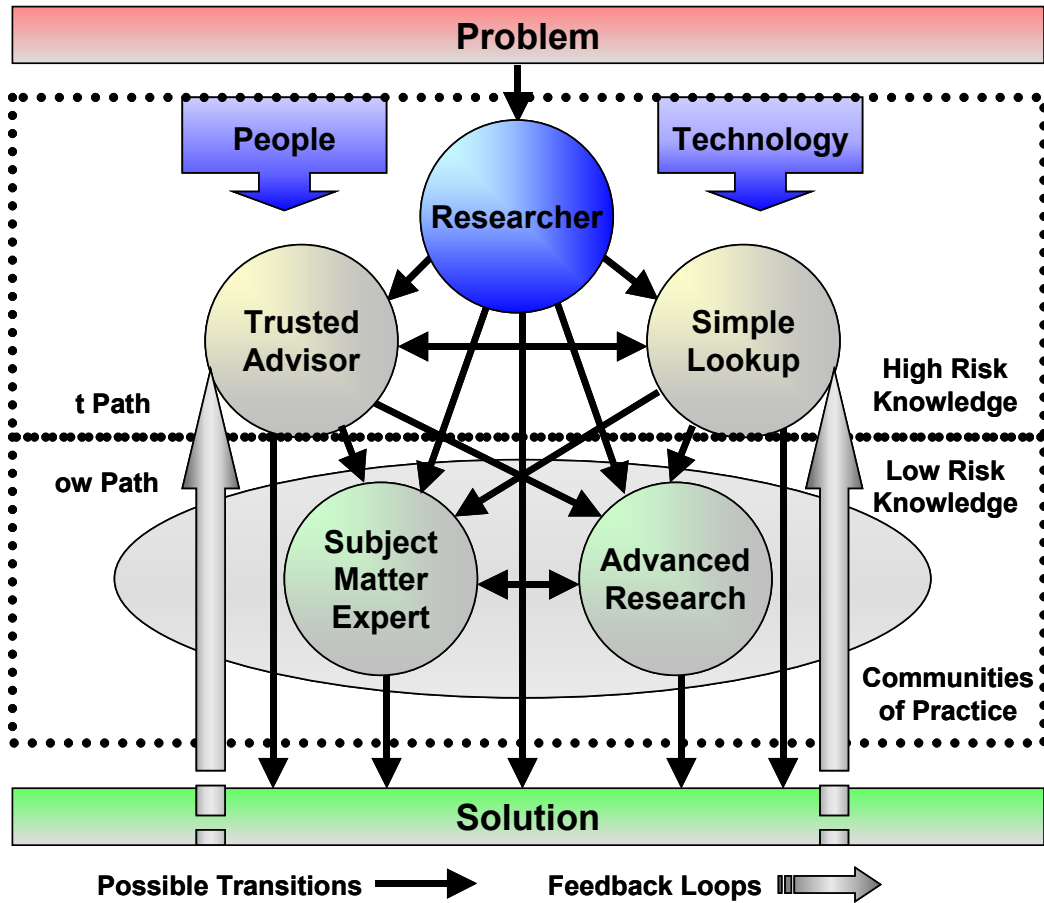 Problem
People
Technology
Researcher
Trusted
Advisor
Simple
Lookup
t Path
High Risk
Knowledge
ow Path
Low Risk
Knowledge
Subject
Matter
Expert
Advanced
Research
Communities
of Practice
Solution
Possible Transitions
Feedback Loops